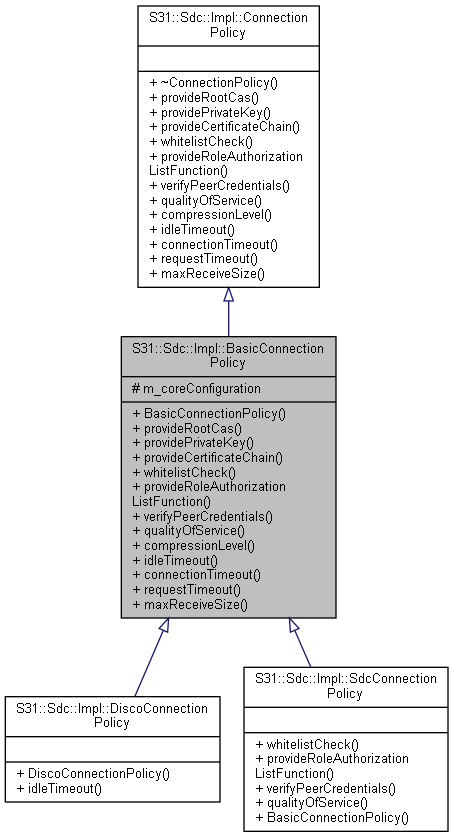 S31::Sdc::Impl::Connection
Policy
+ ~ConnectionPolicy()
+ provideRootCas()
+ providePrivateKey()
+ provideCertificateChain()
+ whitelistCheck()
+ provideRoleAuthorization
ListFunction()
+ verifyPeerCredentials()
+ qualityOfService()
+ compressionLevel()
+ idleTimeout()
+ connectionTimeout()
+ requestTimeout()
+ maxReceiveSize()
S31::Sdc::Impl::BasicConnection
Policy
# m_coreConfiguration
+ BasicConnectionPolicy()
+ provideRootCas()
+ providePrivateKey()
+ provideCertificateChain()
+ whitelistCheck()
+ provideRoleAuthorization
ListFunction()
+ verifyPeerCredentials()
+ qualityOfService()
+ compressionLevel()
+ idleTimeout()
+ connectionTimeout()
+ requestTimeout()
+ maxReceiveSize()
S31::Sdc::Impl::DiscoConnection
Policy
+ DiscoConnectionPolicy()
+ idleTimeout()
S31::Sdc::Impl::SdcConnection
Policy
+ whitelistCheck()
+ provideRoleAuthorization
ListFunction()
+ verifyPeerCredentials()
+ qualityOfService()
+ BasicConnectionPolicy()